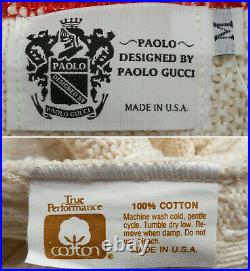 ~ PAOLO ~
DESIGNED BY
PAOLO GUCCI
MADE IN U.S.A.
M
DESIGNED BY
PAOLO GUCCI
True
Performance
cotton
100% COTTON
Machine wash cold, gentle
cycle. Tumble dry low. Re-
move when damp. Do not
bleach.
MADE IN U.S.A.